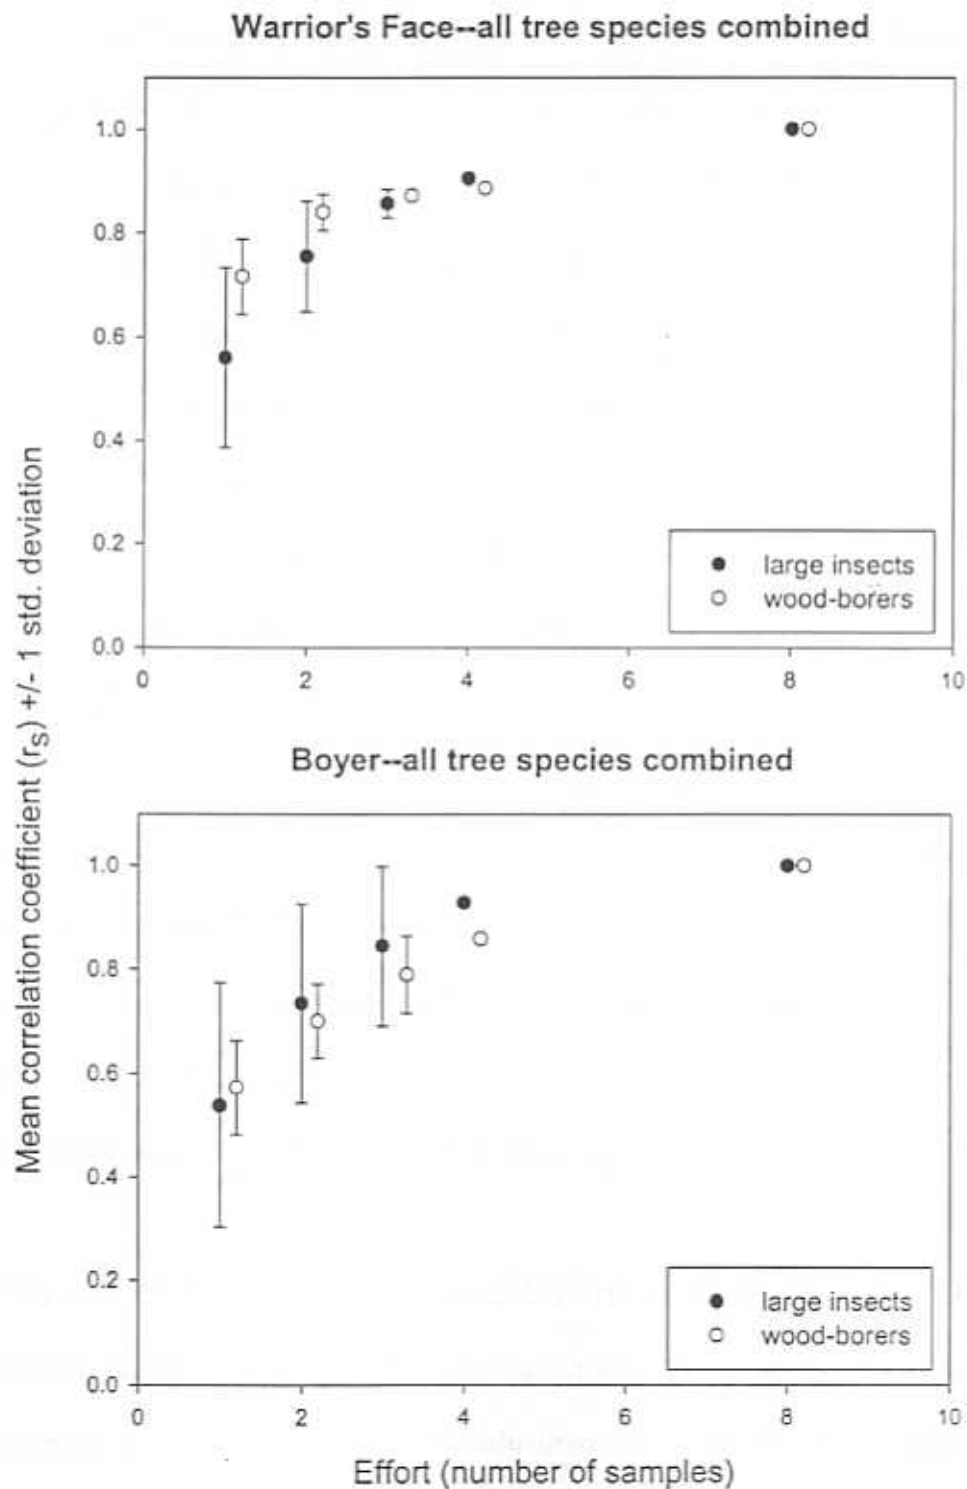 Warrior's Face--all tree species combined
1.0
0.8
0.6
0.4
0.2
0.0
0 2 4 6 8 10
large insects
wood-borers
Mean correlation coefficient (rS) +/- 1 std. deviation
Boyer--all tree species combined
1.0
0.8
0.6
0.4
0.2
0.0
0 2 4 6 8 10
large insects
wood-borers
Effort (number of samples)